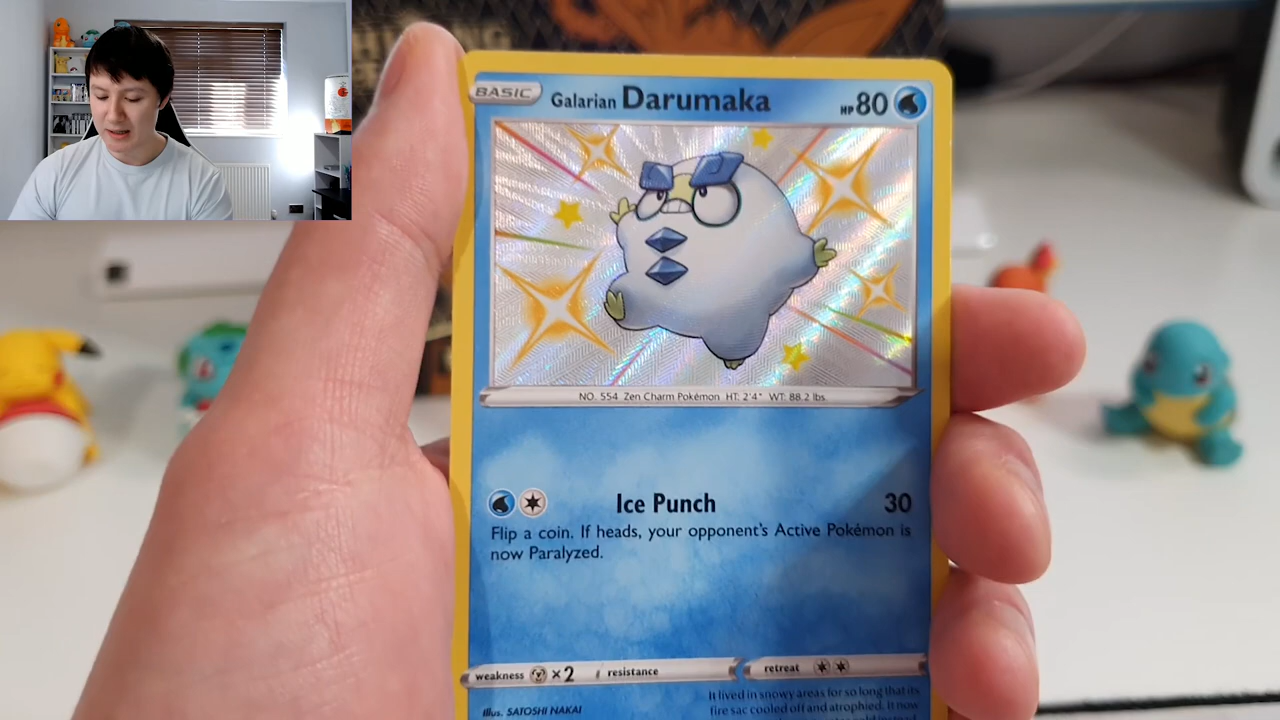 BASIC Galarian Darumaka HP 80
NO. 554 Zen Charm Pokémon HT: 2'4" WT: 88.2 lbs.
Ice Punch 30
Flip a coin. If heads, your opponent's Active Pokémon is
now Paralyzed.
weakness ×2 resistance retreat
Illus. SATOSHI NAKAI
It lived in snowy areas for so long that its
fire sac cooled off and atrophied. It now